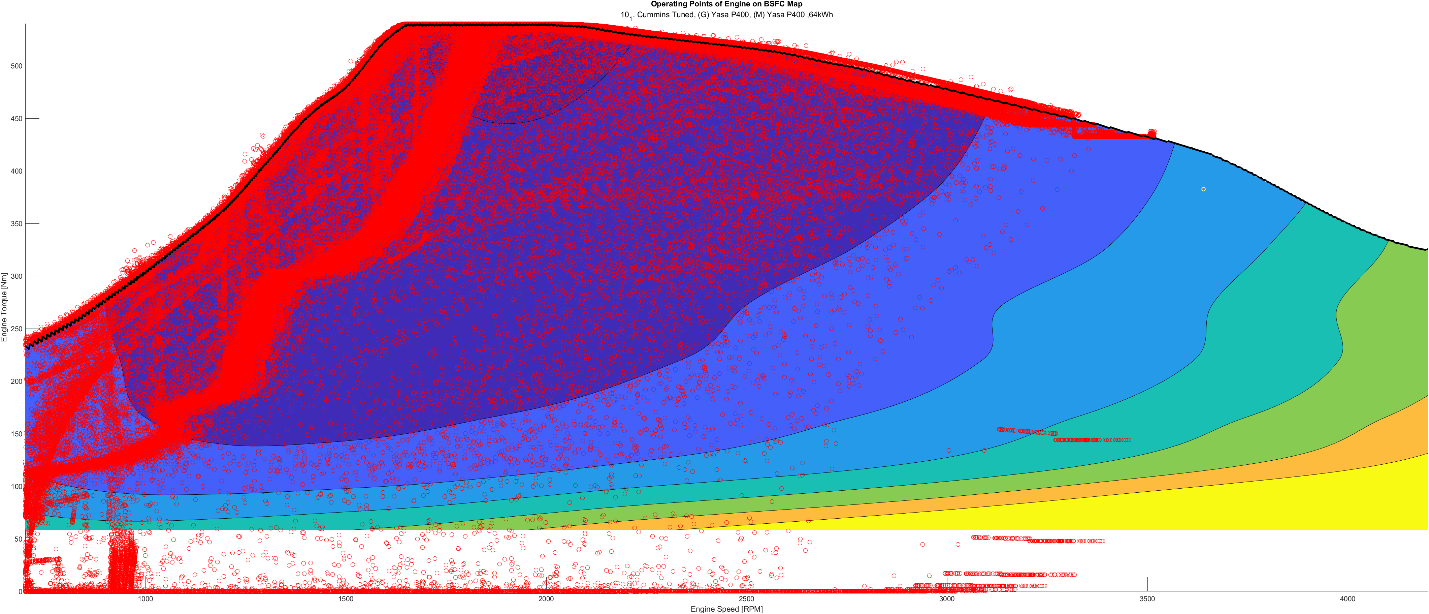 Operating Points of Engine on BSFC Map
10,. Cummins Tuned, (G) Yasa P400, (M) Yasa P400 ,64kWh
500
450
400
350
300
250
200
150
100
50
0
Engine Torque [Nm]
1000 1500 2000 2500 3000 3500 4000
Engine Speed [RPM]